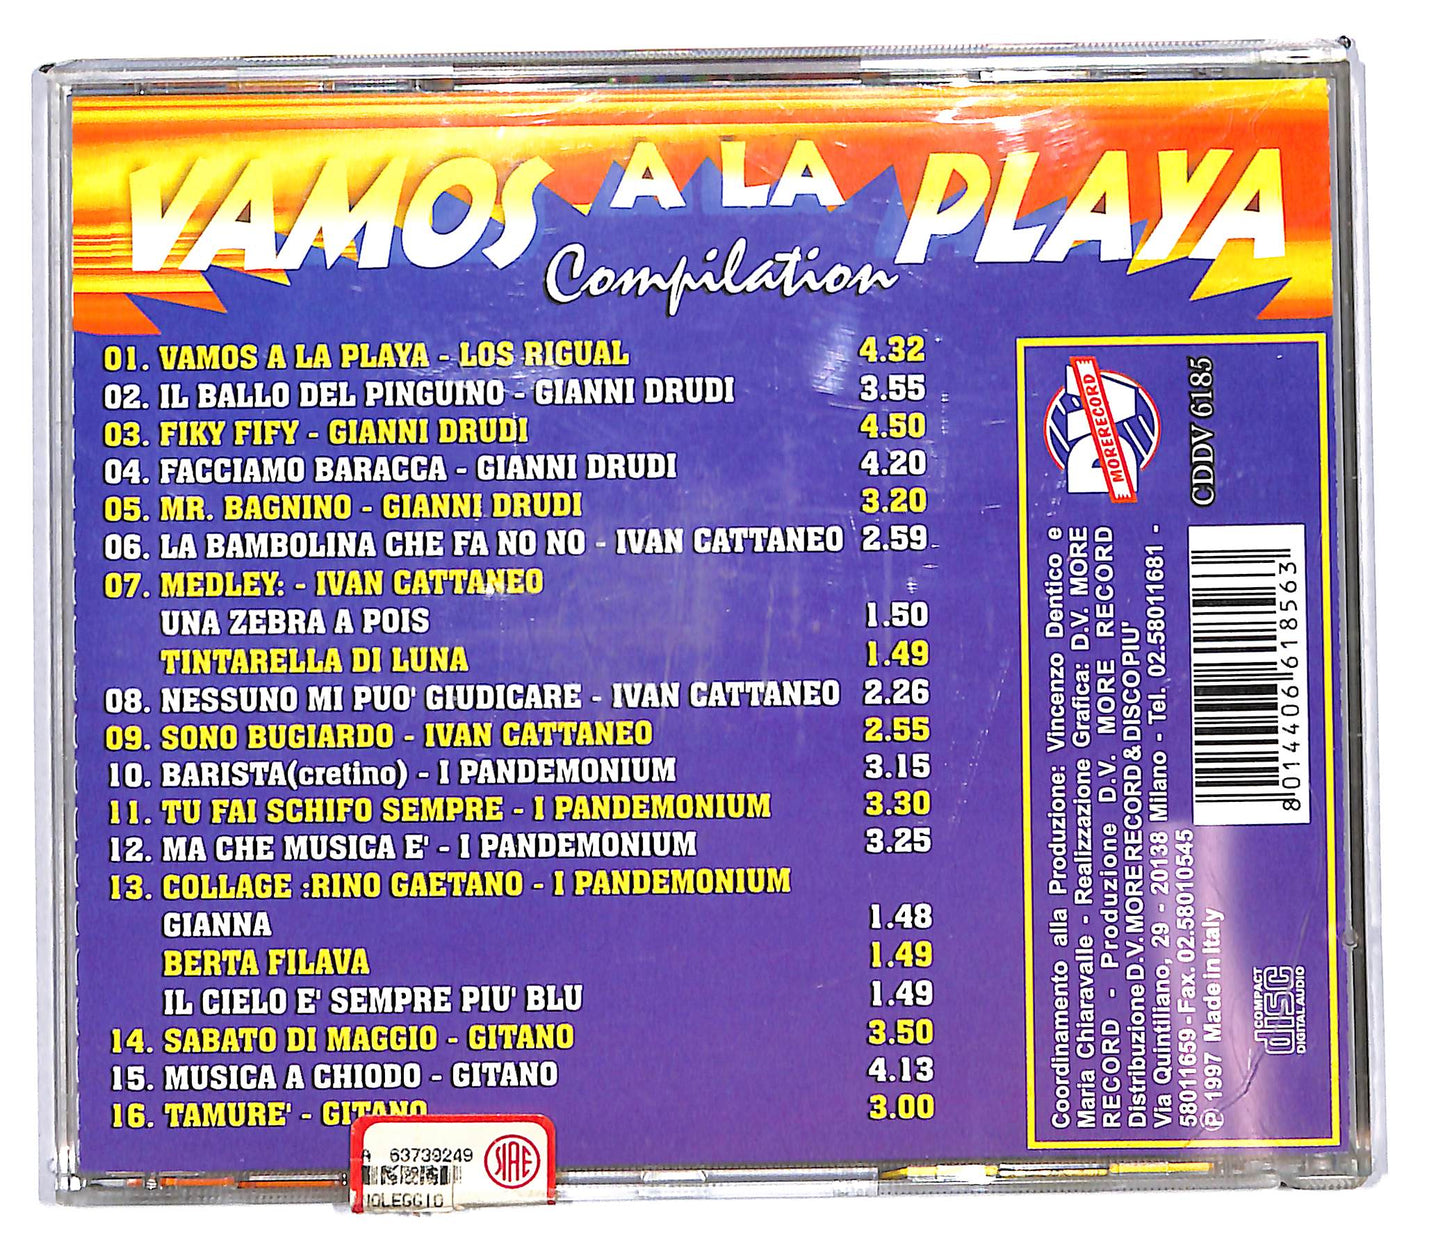 VAMOS A LA PLAYA
Compilation
01. VAMOS A LA PLAYA - LOS RIGUAL 4.32
02. IL BALLO DEL PINGUINO - GIANNI DRUDI 3.55
03. FIKY FIFY - GIANNI DRUDI 4.50
04. FACCIAMO BARACCA - GIANNI DRUDI 4.20
05. MR. BAGNINO - GIANNI DRUDI 3.20
06. LA BAMBOLINA CHE FA NO NO - IVAN CATTANEO 2.59
07. MEDLEY: - IVAN CATTANEO
UNA ZEBRA A POIS 1.50
TINTARELLA DI LUNA 1.49
08. NESSUNO MI PUO' GIUDICARE - IVAN CATTANEO 2.26
09. SONO BUGIARDO - IVAN CATTANEO 2.55
10. BARISTA(cretino) - I PANDEMONIUM 3.15
11. TU FAI SCHIFO SEMPRE - I PANDEMONIUM 3.30
12. MA CHE MUSICA E' - I PANDEMONIUM 3.25
13. COLLAGE :RINO GAETANO - I PANDEMONIUM
GIANNA 1.48
BERTA FILAVA 1.49
IL CIELO E' SEMPRE PIU' BLU 1.49
14. SABATO DI MAGGIO - GITANO 3.50
15. MUSICA A CHIODO - GITANO 4.13
16. TAMURE' - GITANO 3.00
MORERECORD
CDDV 6185
Coordinamento alla Produzione: Vincenzo Dentico e
Maria Chiaravalle - Realizzazione Grafica: D.V. MORE
RECORD - Produzione D.V. MORE RECORD
Distribuzione D.V. MORE RECORD & DISCOPIU'
Via Quintiliano, 29 - 20138 Milano - Tel. 02.58011681 -
58011659 - Fax. 02.58010545
℗ 1997 Made in Italy
8014406618563
COMPACT
disc
DIGITAL AUDIO
A 63739249
SIAE
NOLEGGIO